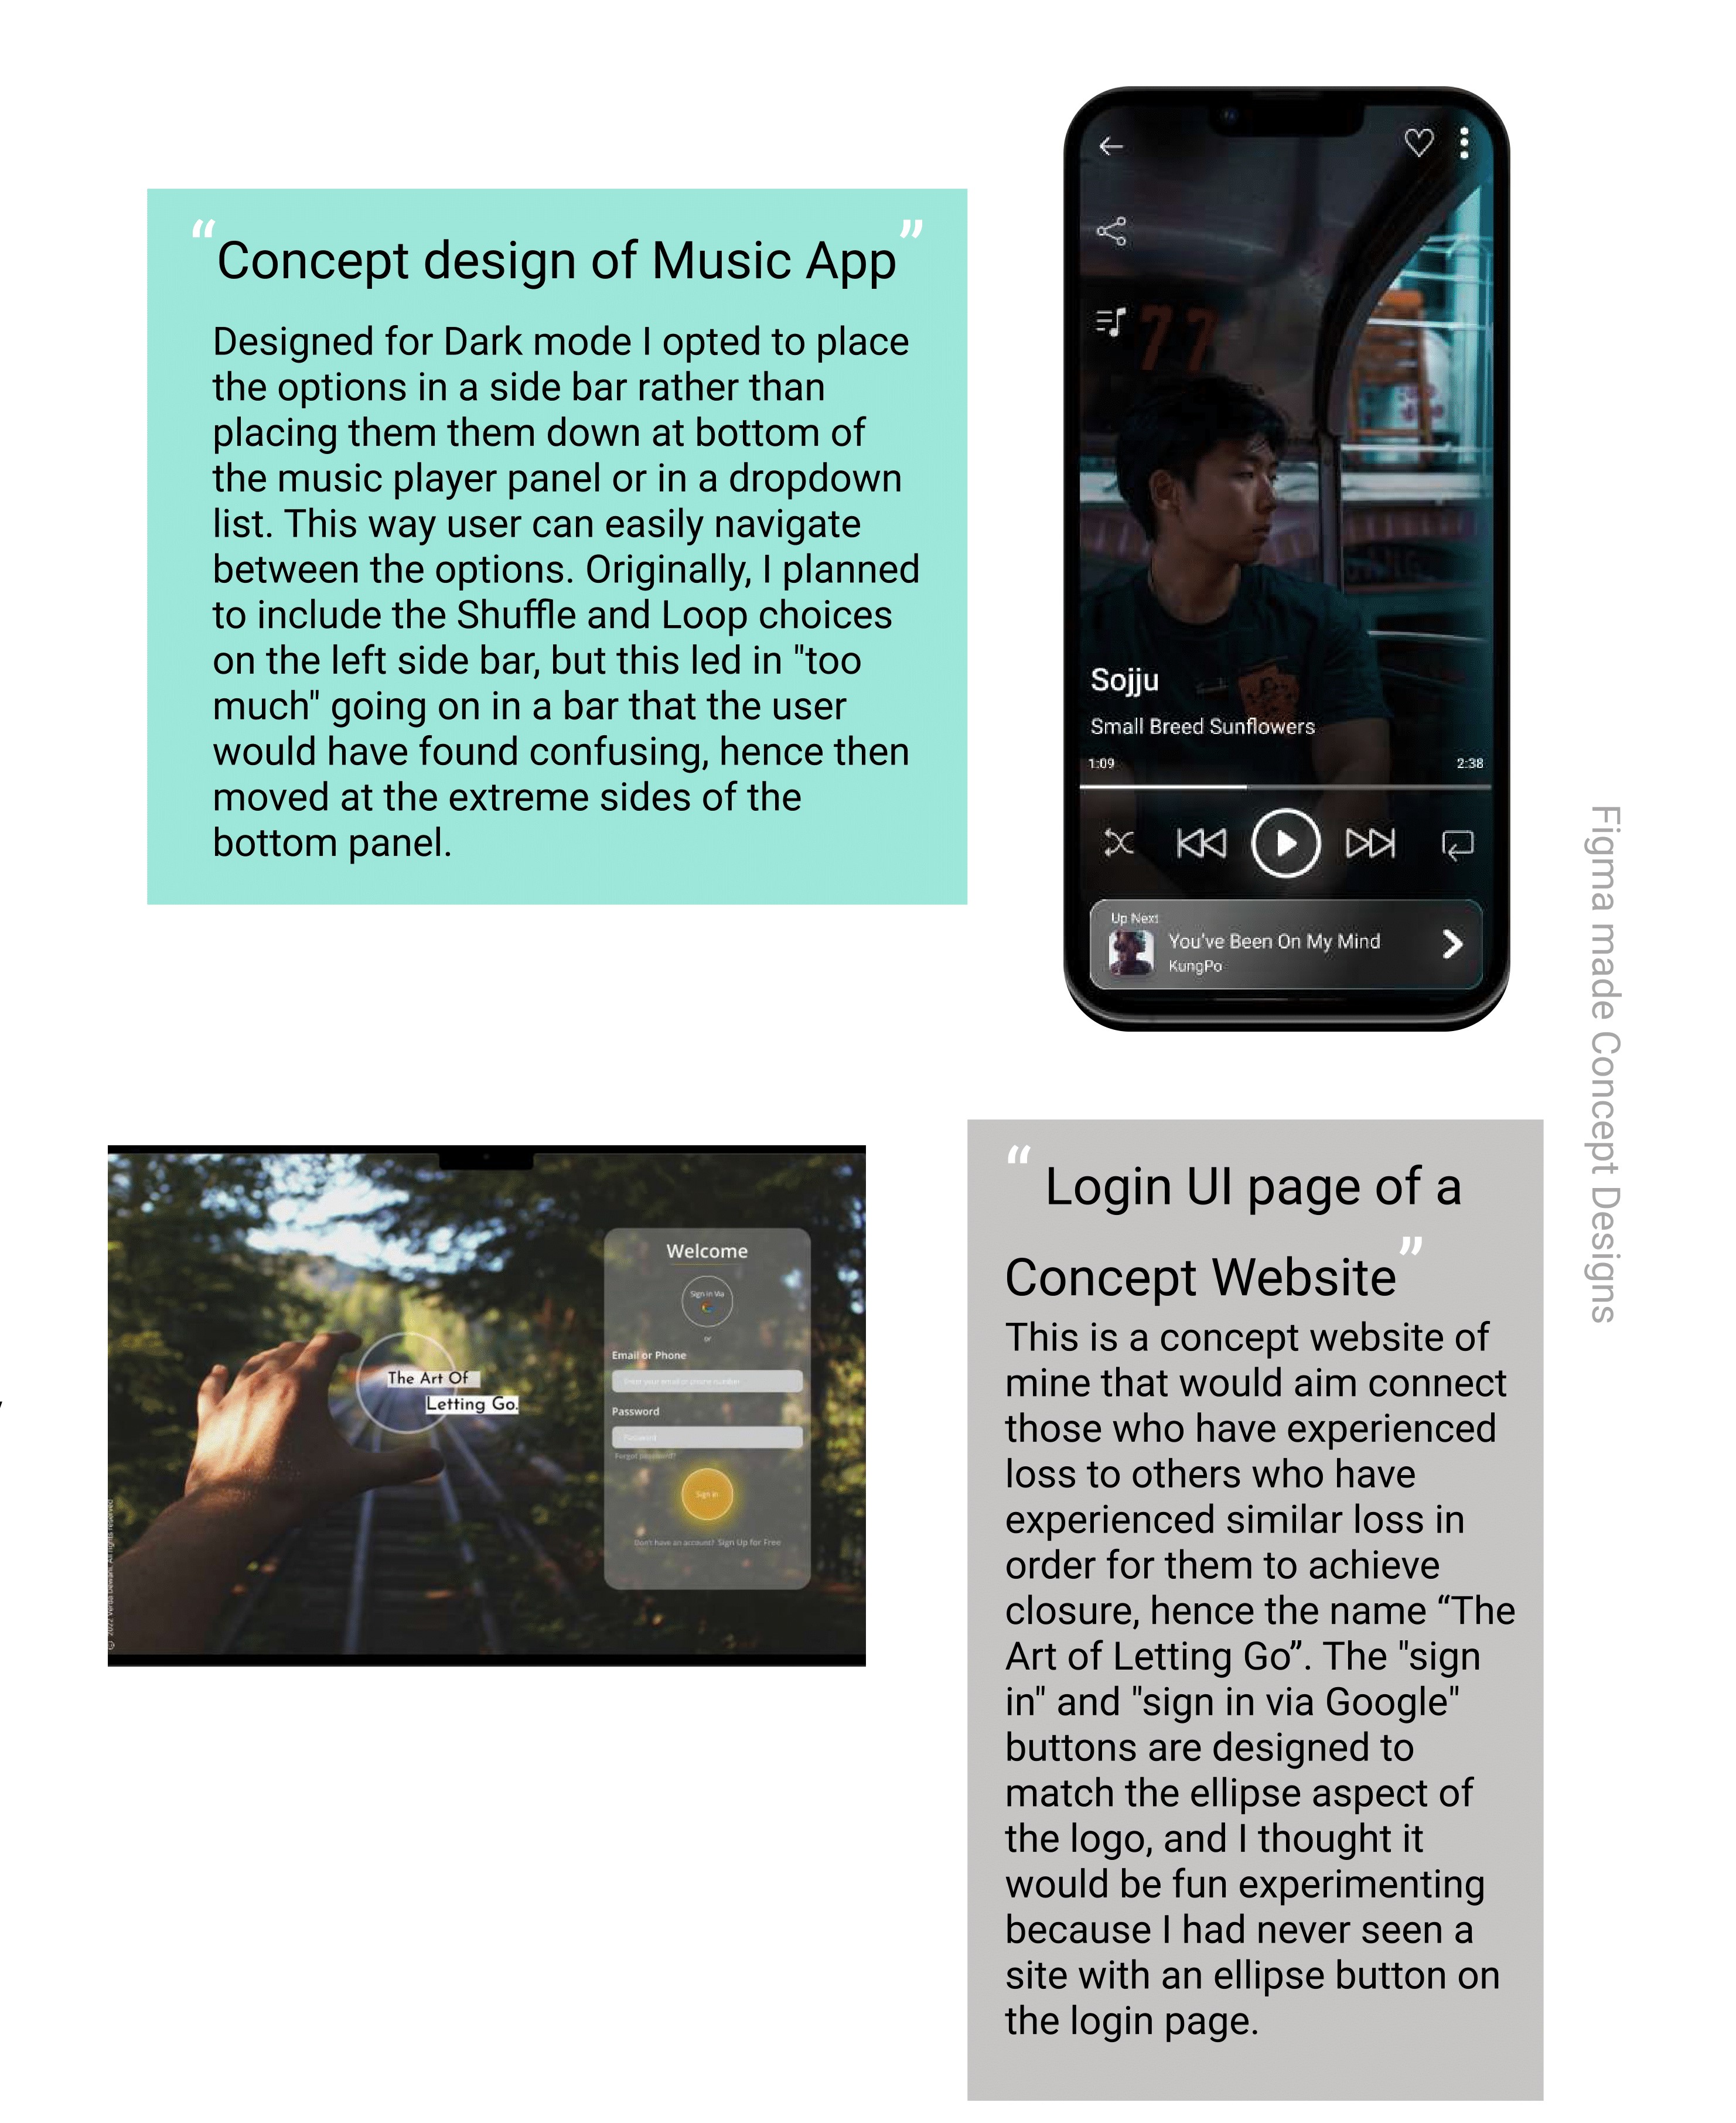 “Concept design of Music App”
Designed for Dark mode I opted to place
the options in a side bar rather than
placing them them down at bottom of
the music player panel or in a dropdown
list. This way user can easily navigate
between the options. Originally, I planned
to include the Shuffle and Loop choices
on the left side bar, but this led in "too
much" going on in a bar that the user
would have found confusing, hence then
moved at the extreme sides of the
bottom panel.
77
Sojju
Small Breed Sunflowers
1:09 2:38
Up Next
You've Been On My Mind
KungPo
Figma made Concept Designs
The Art Of
Letting Go.
Welcome
Sign in Via
or
Email or Phone
Enter your email or phone number
Password
Password
Forgot password?
Sign in
Don't have an account? Sign Up for Free
“Login UI page of a
Concept Website”
This is a concept website of
mine that would aim connect
those who have experienced
loss to others who have
experienced similar loss in
order for them to achieve
closure, hence the name “The
Art of Letting Go”. The "sign
in" and "sign in via Google"
buttons are designed to
match the ellipse aspect of
the logo, and I thought it
would be fun experimenting
because I had never seen a
site with an ellipse button on
the login page.